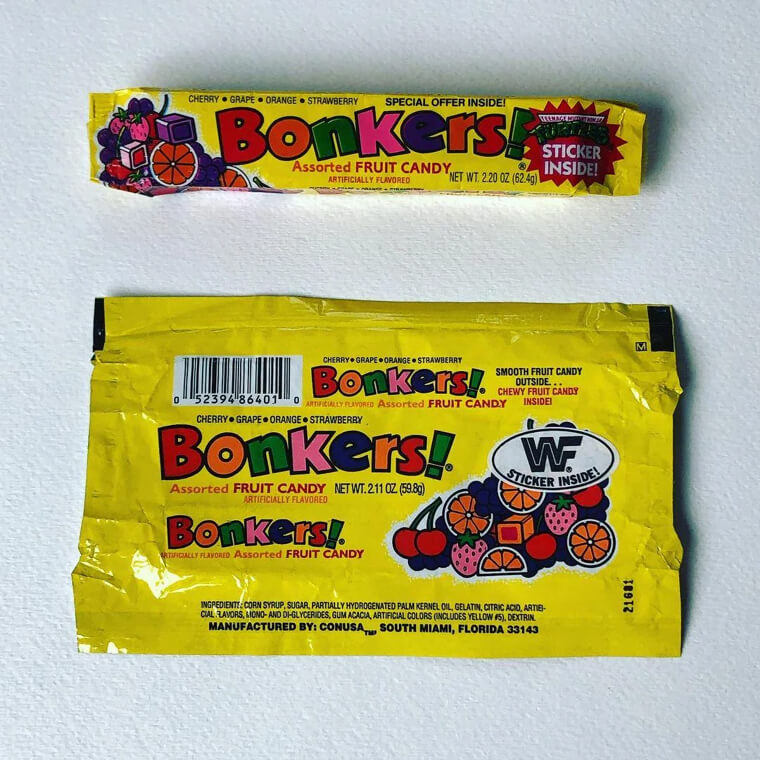 CHERRY • GRAPE • ORANGE • STRAWBERRY SPECIAL OFFER INSIDE!
Bonkers!®
Assorted FRUIT CANDY
ARTIFICIALLY FLAVORED
NET WT. 2.20 OZ (62.4g)
TEENAGE MUTANT NINJA
TURTLES
STICKER
INSIDE!
CHERRY • GRAPE • ORANGE • STRAWBERRY
M
0 52394 86401 0
CHERRY • GRAPE • ORANGE • STRAWBERRY
Bonkers!®
ARTIFICIALLY FLAVORED Assorted FRUIT CANDY
SMOOTH FRUIT CANDY
OUTSIDE...
CHEWY FRUIT CANDY
INSIDE!
CHERRY • GRAPE • ORANGE • STRAWBERRY
Bonkers!®
Assorted FRUIT CANDY NET WT. 2.11 OZ. (59.8g)
ARTIFICIALLY FLAVORED
WF®
STICKER INSIDE!
Bonkers!®
ARTIFICIALLY FLAVORED Assorted FRUIT CANDY
INGREDIENTS: CORN SYRUP, SUGAR, PARTIALLY HYDROGENATED PALM KERNEL OIL, GELATIN, CITRIC ACID, ARTIFI-
CIAL FLAVORS, MONO- AND DI-GLYCERIDES, GUM ACACIA, ARTIFICIAL COLORS (INCLUDES YELLOW #5), DEXTRIN.
MANUFACTURED BY: CONUSA™, SOUTH MIAMI, FLORIDA 33143
21681